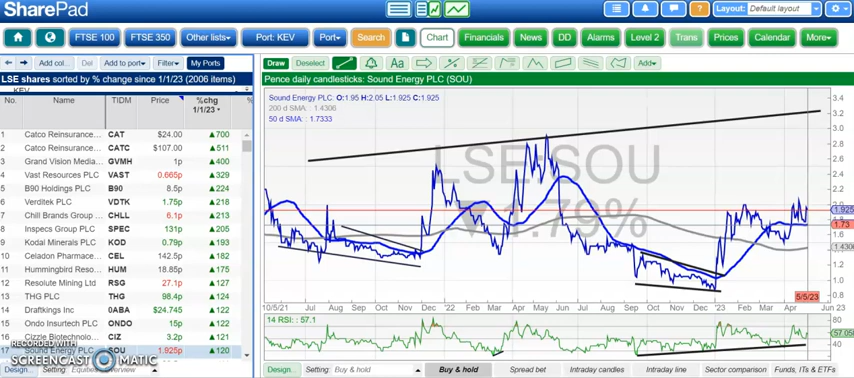 SharePad
Layout: Default layout
FTSE 100 FTSE 350 Other lists Port: KEV Port Search Chart Financials News DD Alarms Level 2 Trans Prices Calendar More
Add col... Del Add to port... Filter My Ports
Draw Deselect Aa Add
LSE shares sorted by % change since 1/1/23 (2006 items)
Pence daily candlesticks: Sound Energy PLC (SOU)
KEV
No. Name TIDM Price %chg
1/1/23
1 Catco Reinsurance... CAT $24.00 ▲700
2 Catco Reinsurance... CATC $107.00 ▲511
3 Grand Vision Media... GVMH 1p ▲400
4 Vast Resources PLC VAST 0.665p ▲329
5 B90 Holdings PLC B90 8.5p ▲224
6 Verditek PLC VDTK 1.75p ▲218
7 Chill Brands Group ... CHLL 6.1p ▲213
8 Inspecs Group PLC SPEC 131p ▲205
9 Kodal Minerals PLC KOD 0.79p ▲193
10 Celadon Pharmace... CEL 142.5p ▲182
11 Hummingbird Reso... HUM 18.85p ▲175
12 Resolute Mining Ltd RSG 27.1p ▲127
13 THG PLC THG 98.4p ▲124
14 Draftkings Inc 0ABA $24.745 ▲122
15 Ondo Insurtech PLC ONDO 15p ▲122
16 Cizzle Biotechnolo... CIZ 3.2p ▲121
17 Sound Energy PLC SOU 1.925p ▲120
Sound Energy PLC: O:1.95 H:2.05 L:1.925 C:1.925
200 d SMA: : 1.4306
50 d SMA: : 1.7333
LSE:SOU
▼1.79%
3.4
3.2
3.0
2.8
2.6
2.4
2.2
1.925
1.73
1.6
1.4306
1.2
1.0
0.8
5/5/23
10/5/21 Jul Aug Sep Oct Nov Dec '22 Feb Mar Apr May Jun Jul Aug Sep Oct Nov Dec '23 Feb Mar Apr Jun 23
14 RSI: : 57.1
80
57.05
40
RECORDED WITH
SCREENCAST MATIC
Design... Setting
Design... Setting Buy & hold Buy & hold Spread bet Intraday candles Intraday line Sector comparison Funds, ITs & ETFs